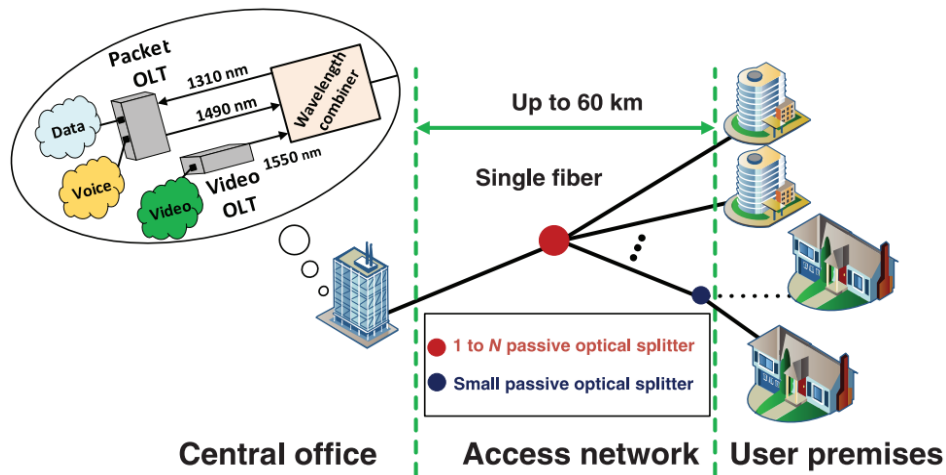 Packet
OLT
1310 nm
1490 nm
1550 nm
Wavelength
combiner
Data
Voice
Video
Video
OLT
Up to 60 km
Single fiber
1 to N passive optical splitter
Small passive optical splitter
Central office
Access network
User premises